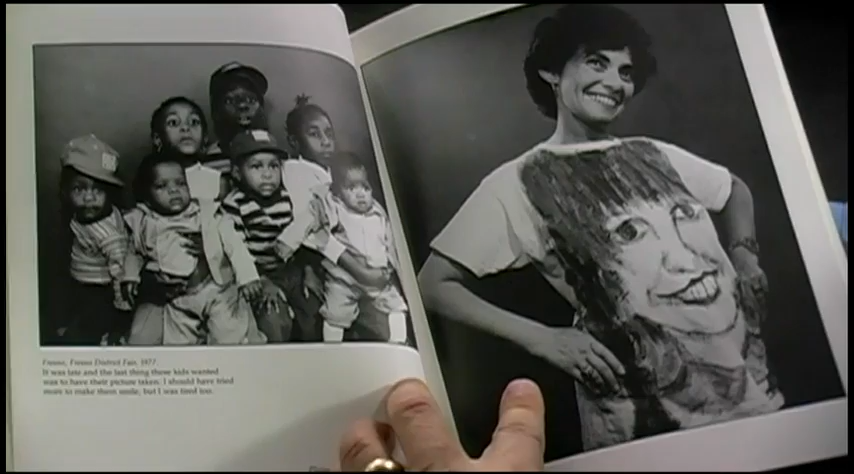 Fresno, Fresno District Fair, 1977.
It was late and the last thing these kids wanted
was to have their picture taken. I should have tried
more to make them smile, but I was tired too.